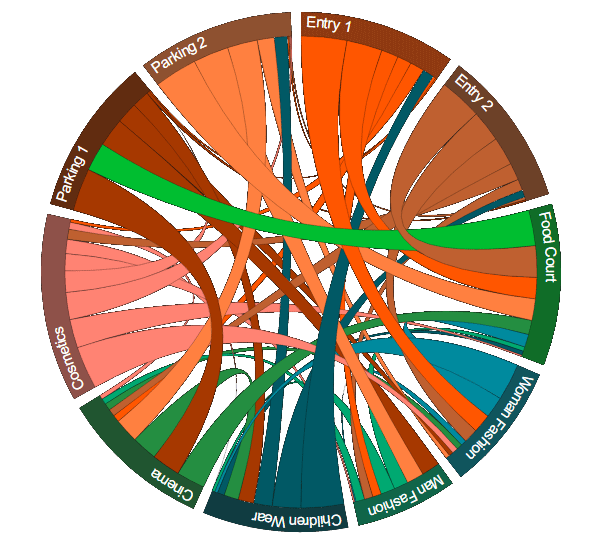 Entry 1
Entry 2
Food Court
Woman Fashion
Man Fashion
Children Wear
Cinema
Cosmetics
Parking 1
Parking 2